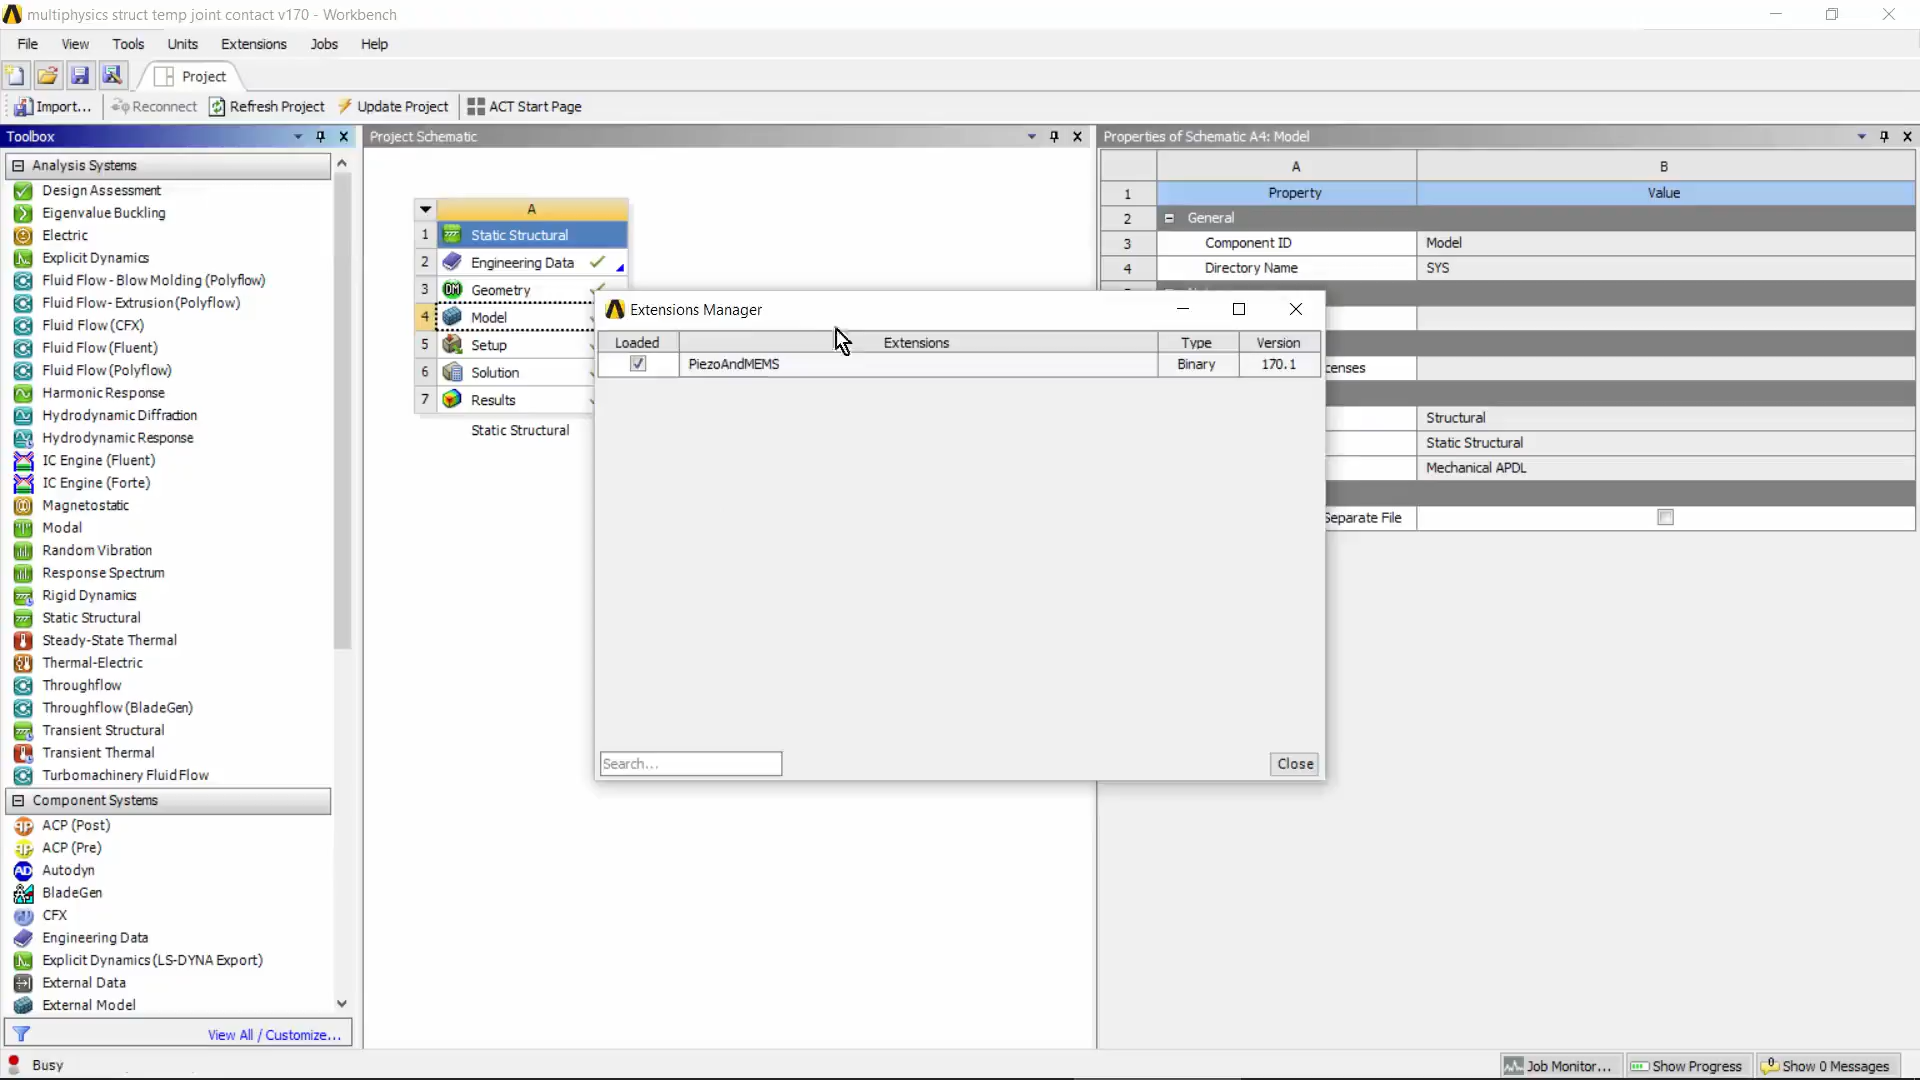 multiphysics struct temp joint contact v170 - Workbench
File View Tools Units Extensions Jobs Help
Project
Import... Reconnect Refresh Project Update Project ACT Start Page
Toolbox
Analysis Systems
Design Assessment
Eigenvalue Buckling
Electric
Explicit Dynamics
Fluid Flow - Blow Molding (Polyflow)
Fluid Flow- Extrusion (Polyflow)
Fluid Flow (CFX)
Fluid Flow (Fluent)
Fluid Flow (Polyflow)
Harmonic Response
Hydrodynamic Diffraction
Hydrodynamic Response
IC Engine (Fluent)
IC Engine (Forte)
Magnetostatic
Modal
Random Vibration
Response Spectrum
Rigid Dynamics
Static Structural
Steady-State Thermal
Thermal-Electric
Throughflow
Throughflow (BladeGen)
Transient Structural
Transient Thermal
Turbomachinery Fluid Flow
Component Systems
ACP (Post)
ACP (Pre)
Autodyn
BladeGen
CFX
Engineering Data
Explicit Dynamics (LS-DYNA Export)
External Data
External Model
View All / Customize...
Project Schematic
A
1 Static Structural
2 Engineering Data
3 DM Geometry
4 Model
5 Setup
6 Solution
7 Results
Static Structural
Extensions Manager
Loaded Extensions Type Version
PiezoAndMEMS Binary 170.1
Search...
Close
Properties of Schematic A4: Model
A B
1 Property Value
2 General
3 Component ID Model
4 Directory Name SYS
censes
Structural
Static Structural
Mechanical APDL
Separate File
Busy
Job Monitor... Show Progress Show 0 Messages